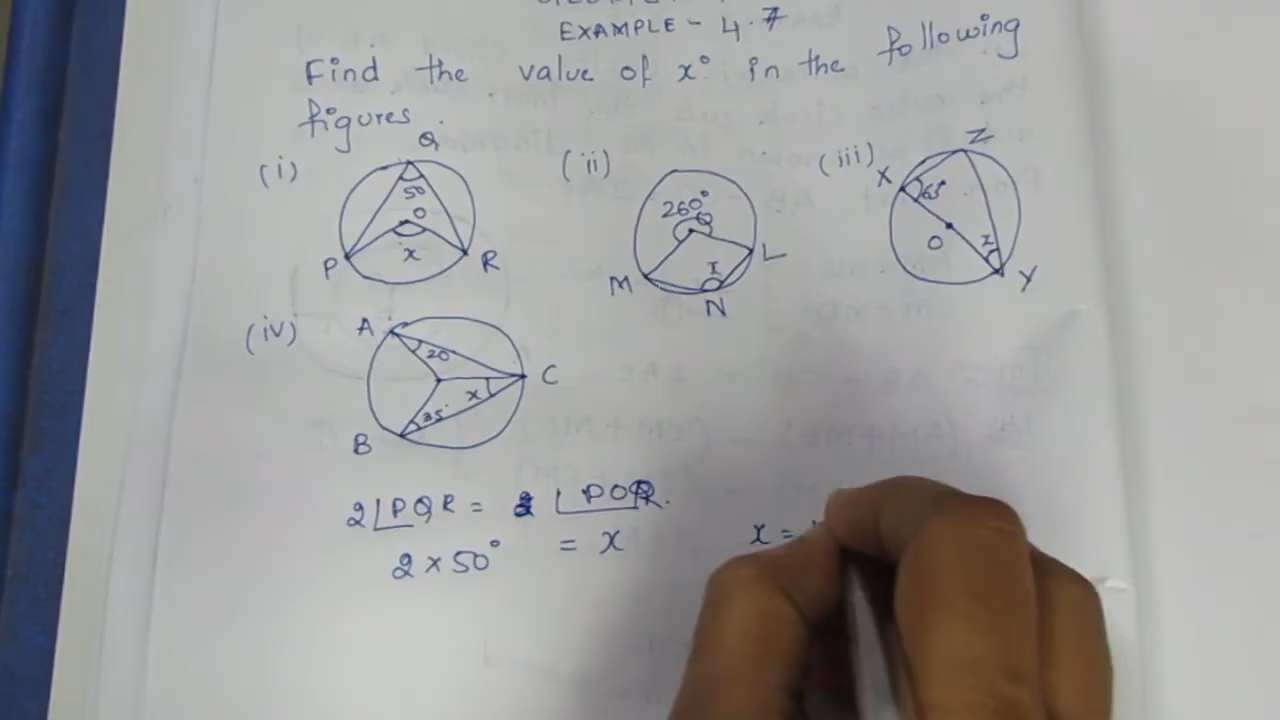 EXAMPLE - 4.7
Find the value of x° in the following
figures
(i)
Q
50
O
x
P
R
(ii)
260°
x
M
L
N
(iii)
X
Z
65°
O
x
Y
(iv)
A
20
C
x
35°
B
2∠PQR = ∠POR.
2 × 50° = x
x =